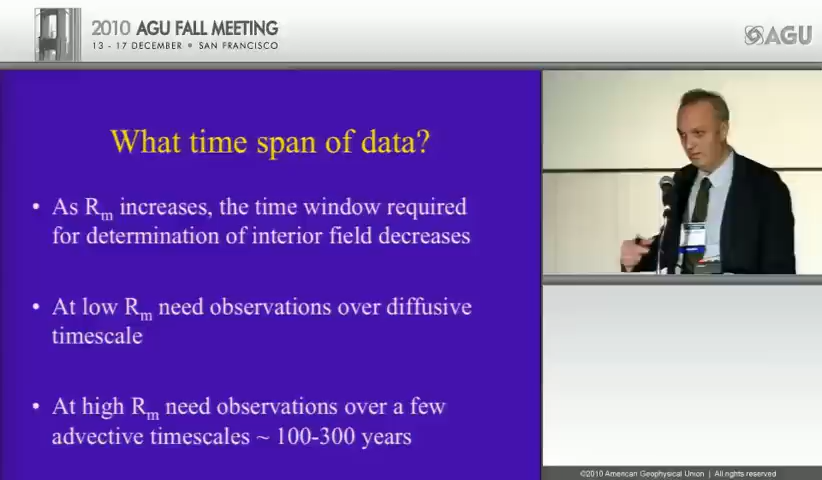 2010 AGU FALL MEETING
13 - 17 DECEMBER • SAN FRANCISCO
AGU
What time span of data?
• As Rm increases, the time window required
for determination of interior field decreases
• At low Rm need observations over diffusive
timescale
• At high Rm need observations over a few
advective timescales ~ 100-300 years
©2010 American Geophysical Union | All rights reserved